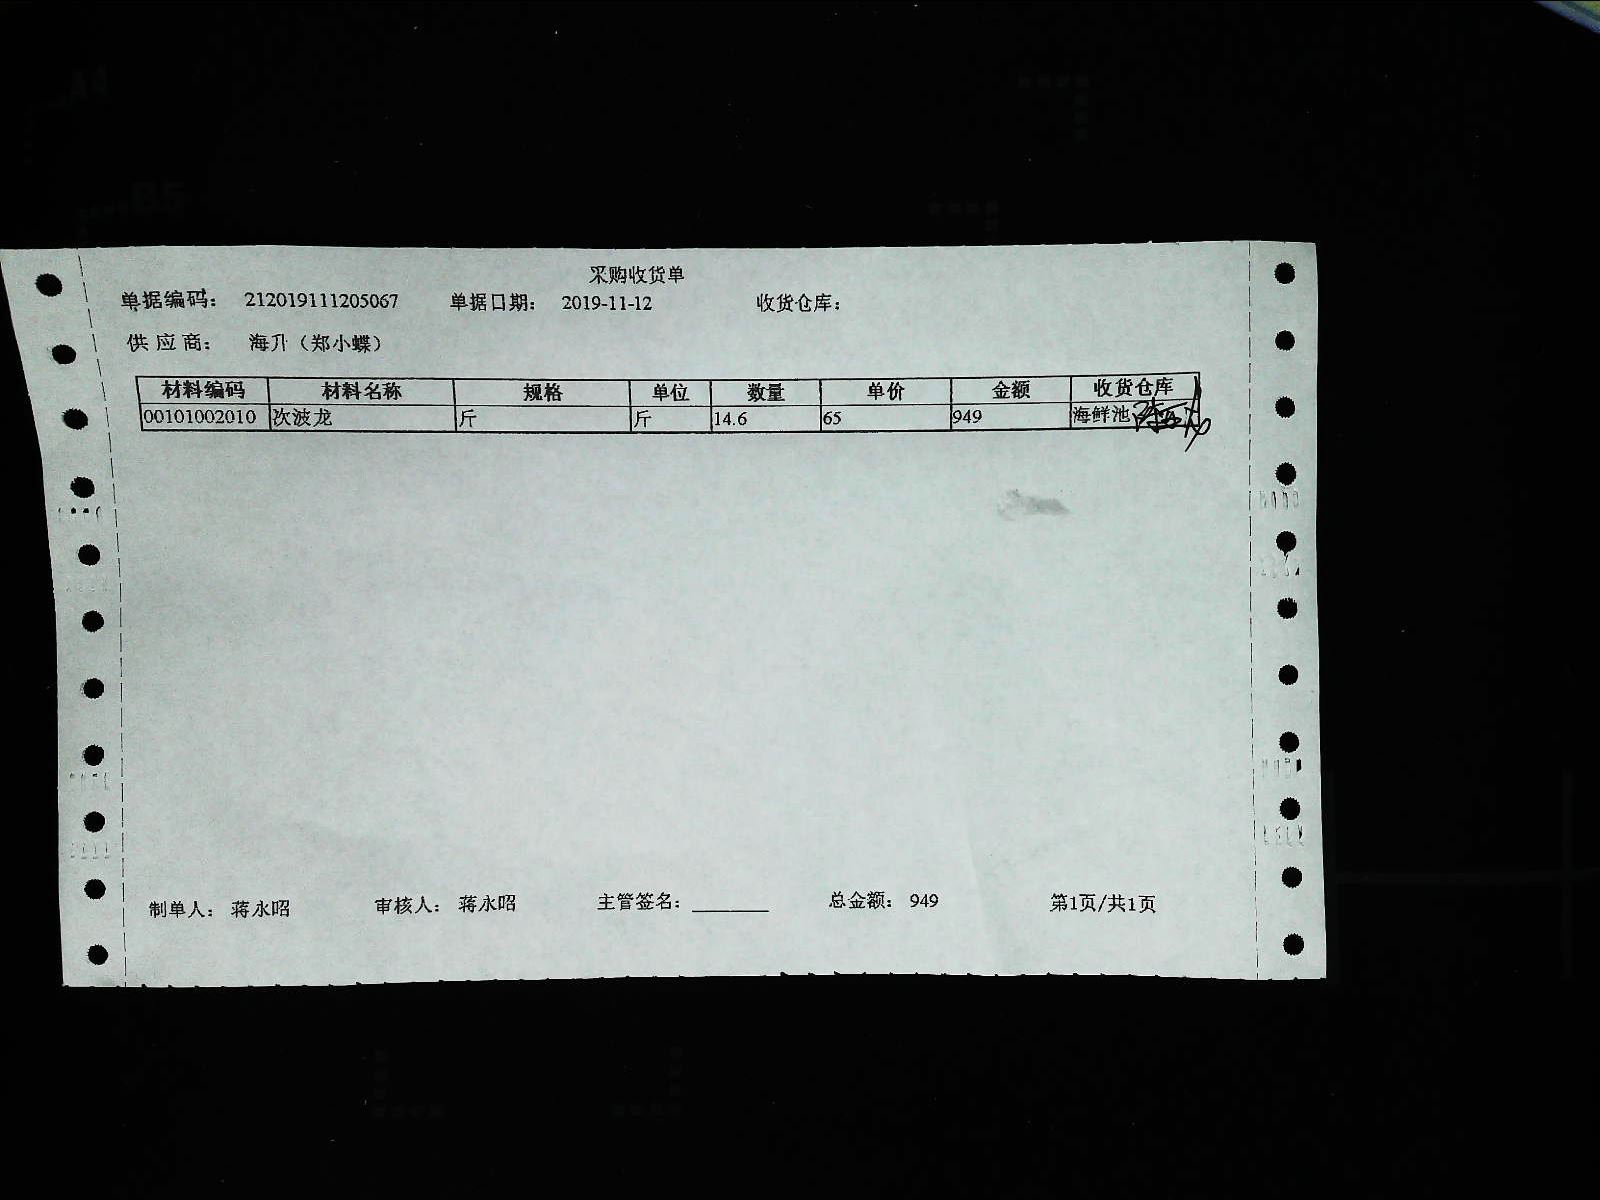 采购收货单
单据编码： 212019111205067 单据日期： 2019-11-12 收货仓库：
供应商： 海升（郑小蝶）
材料编码 材料名称 规格 单位 数量 单价 金额 收货仓库
00101002010 次波龙 斤 斤 14.6 65 949 海鲜池
制单人： 蒋永昭 审核人： 蒋永昭 主管签名：________ 总金额： 949 第1页/共1页